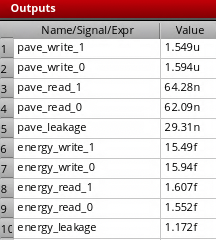 Outputs
Name/Signal/Expr Value
1 pave_write_1 1.549u
2 pave_write_0 1.594u
3 pave_read_1 64.28n
4 pave_read_0 62.09n
5 pave_leakage 29.31n
6 energy_write_1 15.49f
7 energy_write_0 15.94f
8 energy_read_1 1.607f
9 energy_read_0 1.552f
10 energy_leakage 1.172f